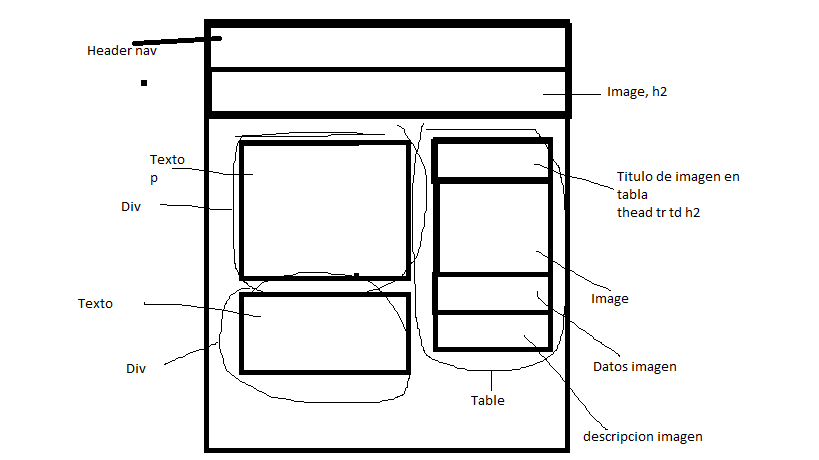 Header nav
Image, h2
Texto
p
Titulo de imagen en
tabla
thead tr td h2
Div
Image
Texto
Datos imagen
Div
Table
descripcion imagen